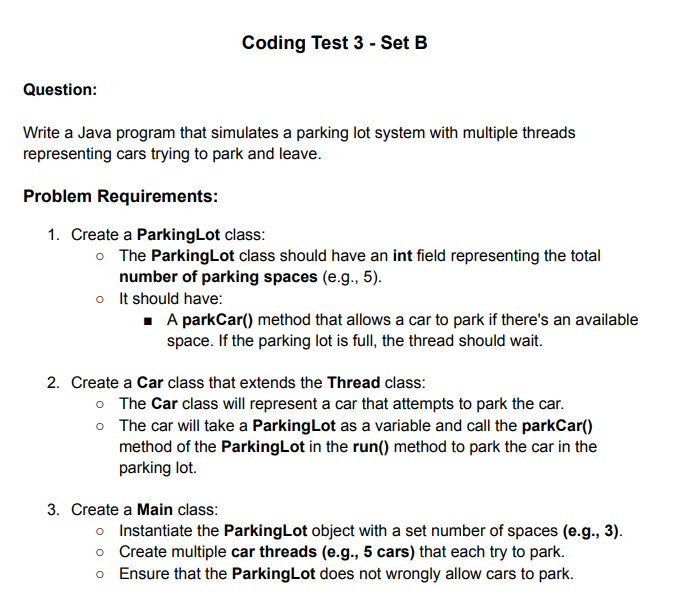 Coding Test 3 - Set B
Question:
Write a Java program that simulates a parking lot system with multiple threads
representing cars trying to park and leave.
Problem Requirements:
1. Create a ParkingLot class:
○ The ParkingLot class should have an int field representing the total
number of parking spaces (e.g., 5).
○ It should have:
■ A parkCar() method that allows a car to park if there's an available
space. If the parking lot is full, the thread should wait.
2. Create a Car class that extends the Thread class:
○ The Car class will represent a car that attempts to park the car.
○ The car will take a ParkingLot as a variable and call the parkCar()
method of the ParkingLot in the run() method to park the car in the
parking lot.
3. Create a Main class:
○ Instantiate the ParkingLot object with a set number of spaces (e.g., 3).
○ Create multiple car threads (e.g., 5 cars) that each try to park.
○ Ensure that the ParkingLot does not wrongly allow cars to park.